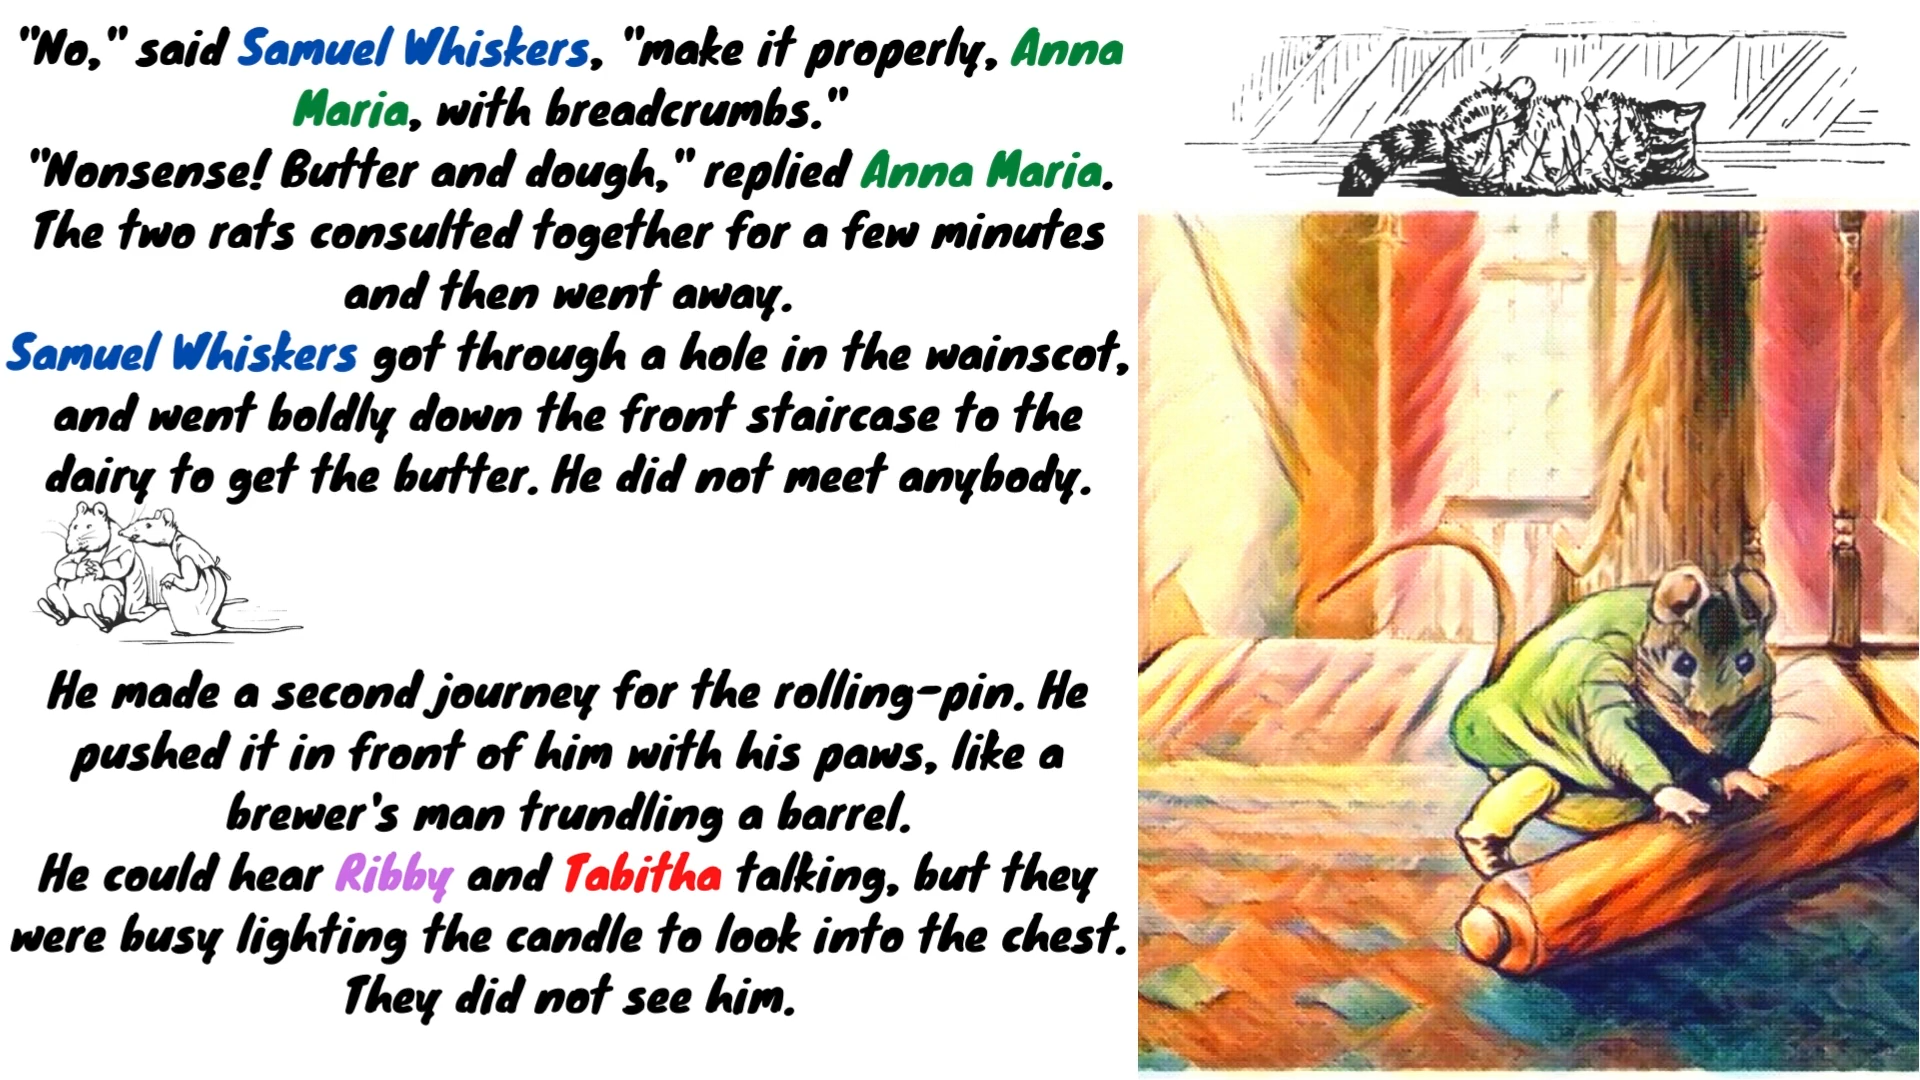 "No," said Samuel Whiskers, "make it properly, Anna
Maria, with breadcrumbs."
"Nonsense! Butter and dough," replied Anna Maria.
The two rats consulted together for a few minutes
and then went away.
Samuel Whiskers got through a hole in the wainscot,
and went boldly down the front staircase to the
dairy to get the butter. He did not meet anybody.
He made a second journey for the rolling-pin. He
pushed it in front of him with his paws, like a
brewer's man trundling a barrel.
He could hear Ribby and Tabitha talking, but they
were busy lighting the candle to look into the chest.
They did not see him.